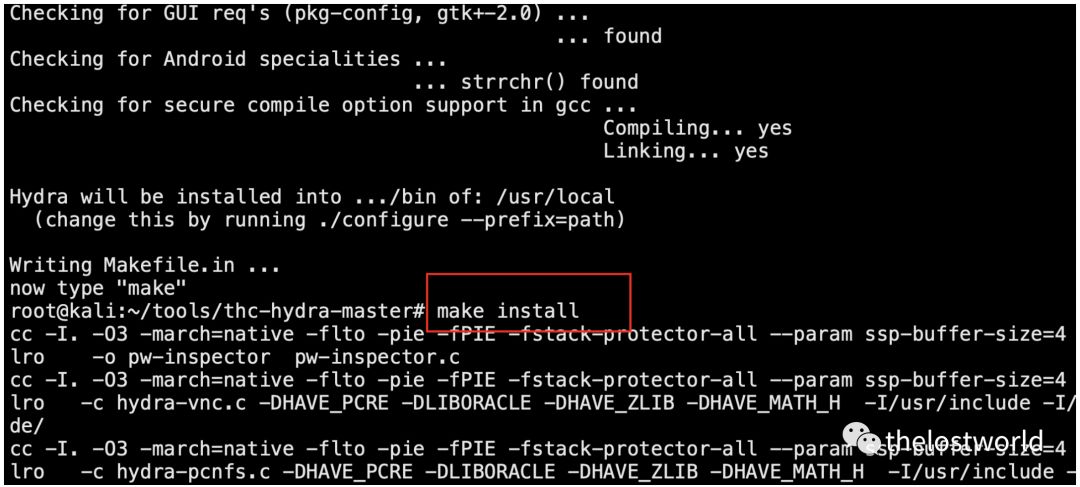 Checking for GUI req's (pkg-config, gtk+-2.0) ...
... found
Checking for Android specialities ...
... strrchr() found
Checking for secure compile option support in gcc ...
Compiling... yes
Linking... yes
Hydra will be installed into .../bin of: /usr/local
(change this by running ./configure --prefix=path)
Writing Makefile.in ...
now type "make"
root@kali:~/tools/thc-hydra-master# make install
cc -I. -O3 -march=native -flto -pie -fPIE -fstack-protector-all --param ssp-buffer-size=4
lro -o pw-inspector pw-inspector.c
cc -I. -O3 -march=native -flto -pie -fPIE -fstack-protector-all --param ssp-buffer-size=4
lro -c hydra-vnc.c -DHAVE_PCRE -DLIBORACLE -DHAVE_ZLIB -DHAVE_MATH_H -I/usr/include -I/
de/
cc -I. -O3 -march=native -flto -pie -fPIE -fstack-protector-all --param ssp-buffer-size=4
lro -c hydra-pcnfs.c -DHAVE_PCRE -DLIBORACLE -DHAVE_ZLIB -DHAVE_MATH_H -I/usr/include -
thelostworld